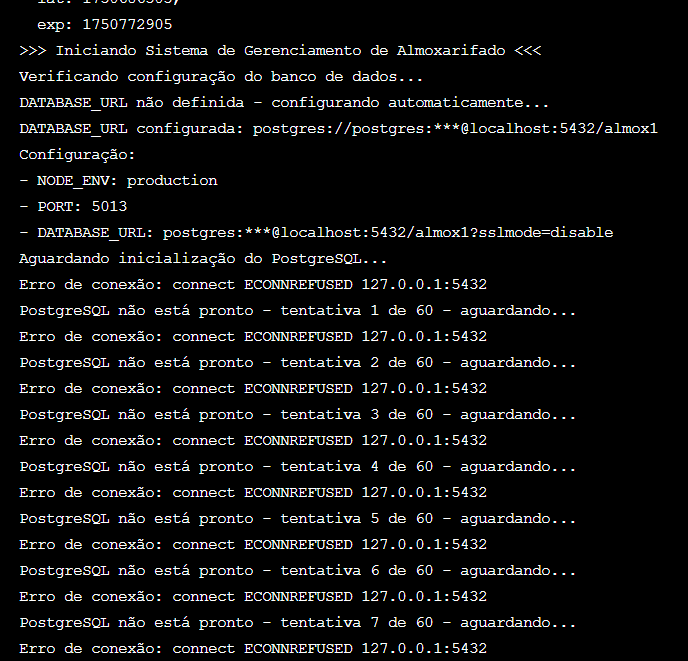 exp: 1750772905
>>> Iniciando Sistema de Gerenciamento de Almoxarifado <<<
Verificando configuração do banco de dados...
DATABASE_URL não definida - configurando automaticamente...
DATABASE_URL configurada: postgres://postgres:***@localhost:5432/almox1
Configuração:
- NODE_ENV: production
- PORT: 5013
- DATABASE_URL: postgres:***@localhost:5432/almox1?sslmode=disable
Aguardando inicialização do PostgreSQL...
Erro de conexão: connect ECONNREFUSED 127.0.0.1:5432
PostgreSQL não está pronto - tentativa 1 de 60 - aguardando...
Erro de conexão: connect ECONNREFUSED 127.0.0.1:5432
PostgreSQL não está pronto - tentativa 2 de 60 - aguardando...
Erro de conexão: connect ECONNREFUSED 127.0.0.1:5432
PostgreSQL não está pronto - tentativa 3 de 60 - aguardando...
Erro de conexão: connect ECONNREFUSED 127.0.0.1:5432
PostgreSQL não está pronto - tentativa 4 de 60 - aguardando...
Erro de conexão: connect ECONNREFUSED 127.0.0.1:5432
PostgreSQL não está pronto - tentativa 5 de 60 - aguardando...
Erro de conexão: connect ECONNREFUSED 127.0.0.1:5432
PostgreSQL não está pronto - tentativa 6 de 60 - aguardando...
Erro de conexão: connect ECONNREFUSED 127.0.0.1:5432
PostgreSQL não está pronto - tentativa 7 de 60 - aguardando...
Erro de conexão: connect ECONNREFUSED 127.0.0.1:5432